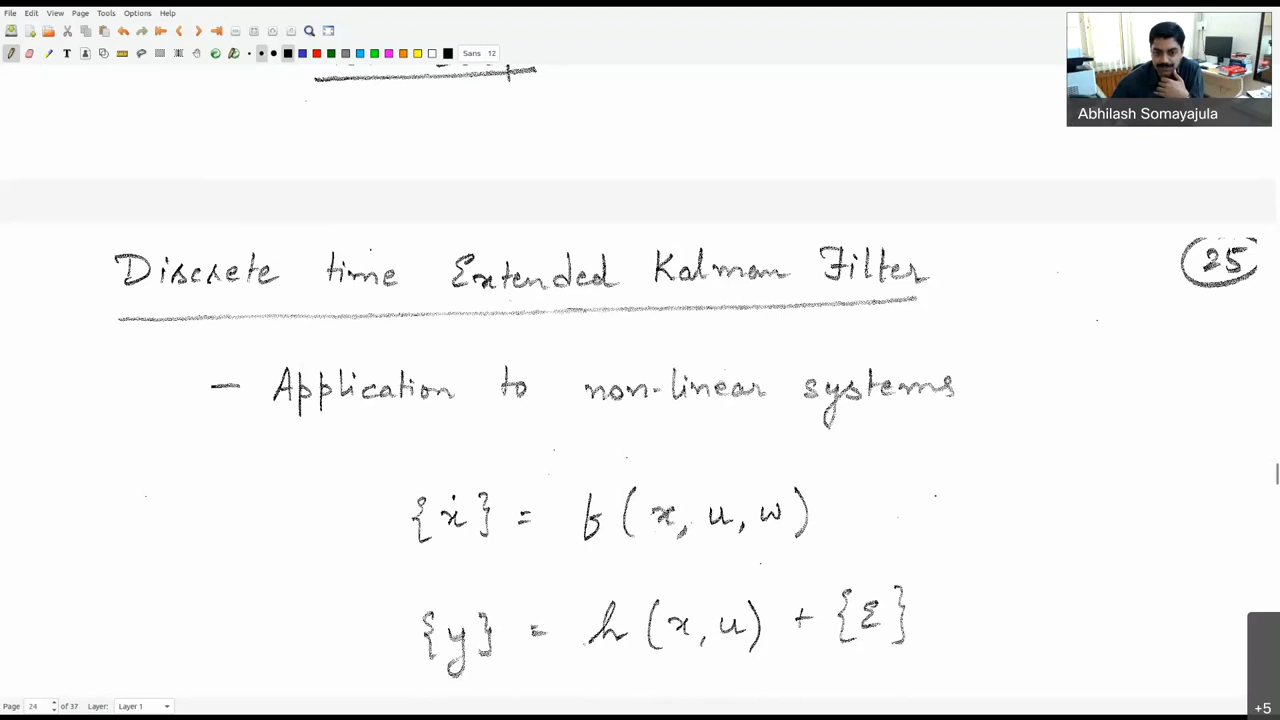 File Edit View Page Tools Options Help
Sans 12
Abhilash Somayajula
Discrete time Extended Kalman Filter
25
- Application to non-linear systems
{ẋ} = f(x, u, w)
{y} = h(x, u) + {ε}
Page 24 of 37 Layer: Layer 1
+5